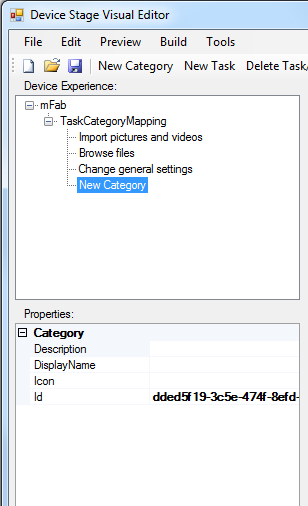 Device Stage Visual Editor
File Edit Preview Build Tools
New Category New Task Delete Task/
Device Experience:
mFab
TaskCategoryMapping
Import pictures and videos
Browse files
Change general settings
New Category
Properties:
Category
Description
DisplayName
Icon
Id dded5f19-3c5e-474f-8efd-